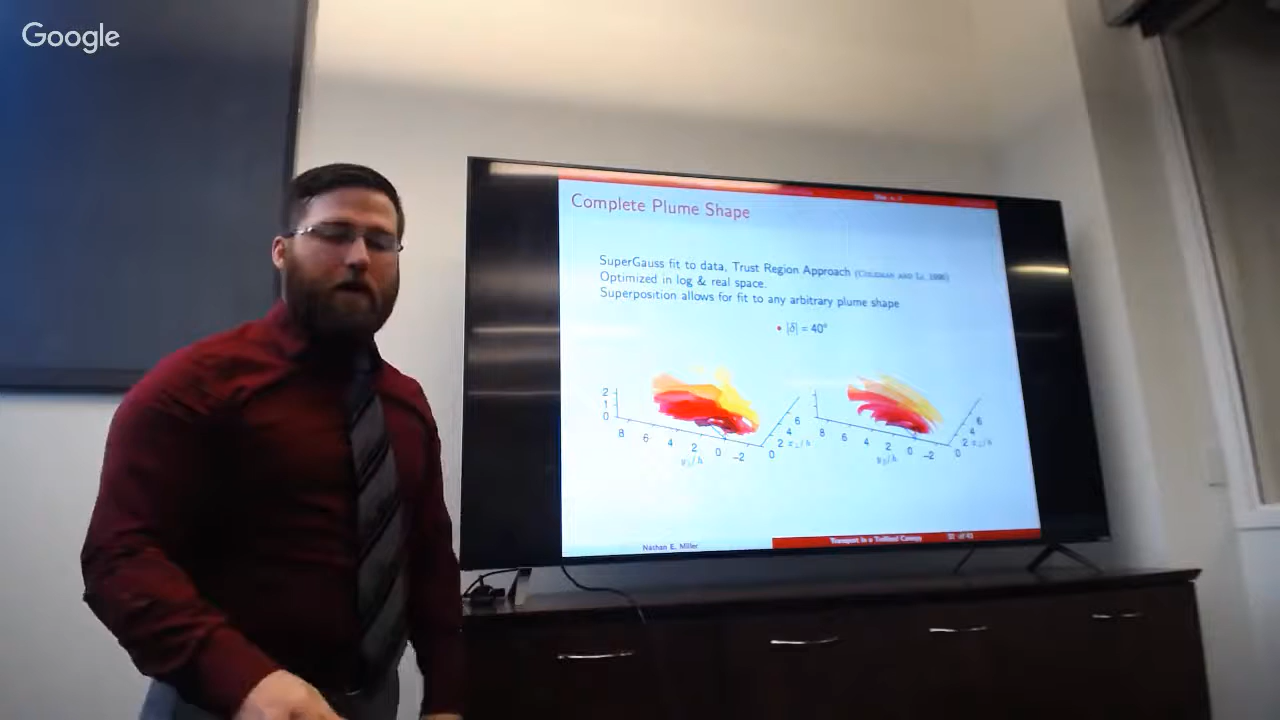 Google
Complete Plume Shape
SuperGauss fit to data, Trust Region Approach (Coleman and Li, 1996)
Optimized in log & real space.
Superposition allows for fit to any arbitrary plume shape
• |δ| = 40°
2
1
0
8 6 4 2 0 −2
0 2 4 6
8 6 4 2 0 −2
0 2 4 6
Nathan E. Miller
Transport in a Trellised Canopy
of 45